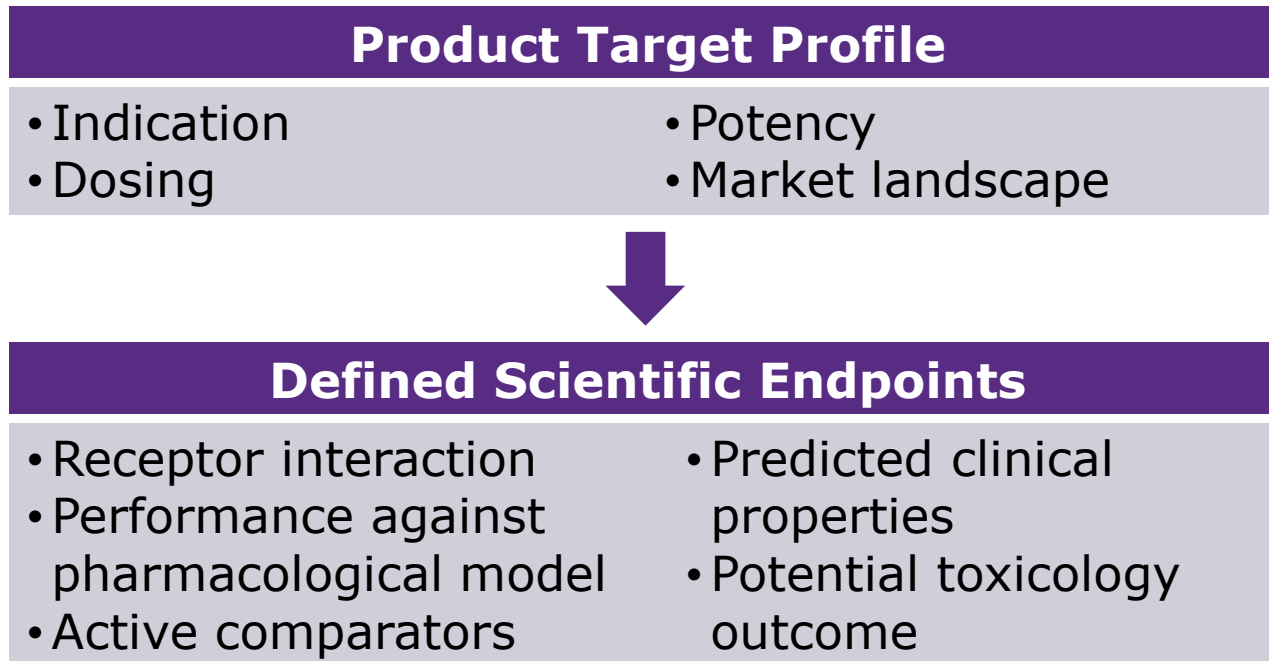 Product Target Profile
• Indication
• Dosing
• Potency
• Market landscape
Defined Scientific Endpoints
• Receptor interaction
• Performance against
pharmacological model
• Active comparators
• Predicted clinical
properties
• Potential toxicology
outcome